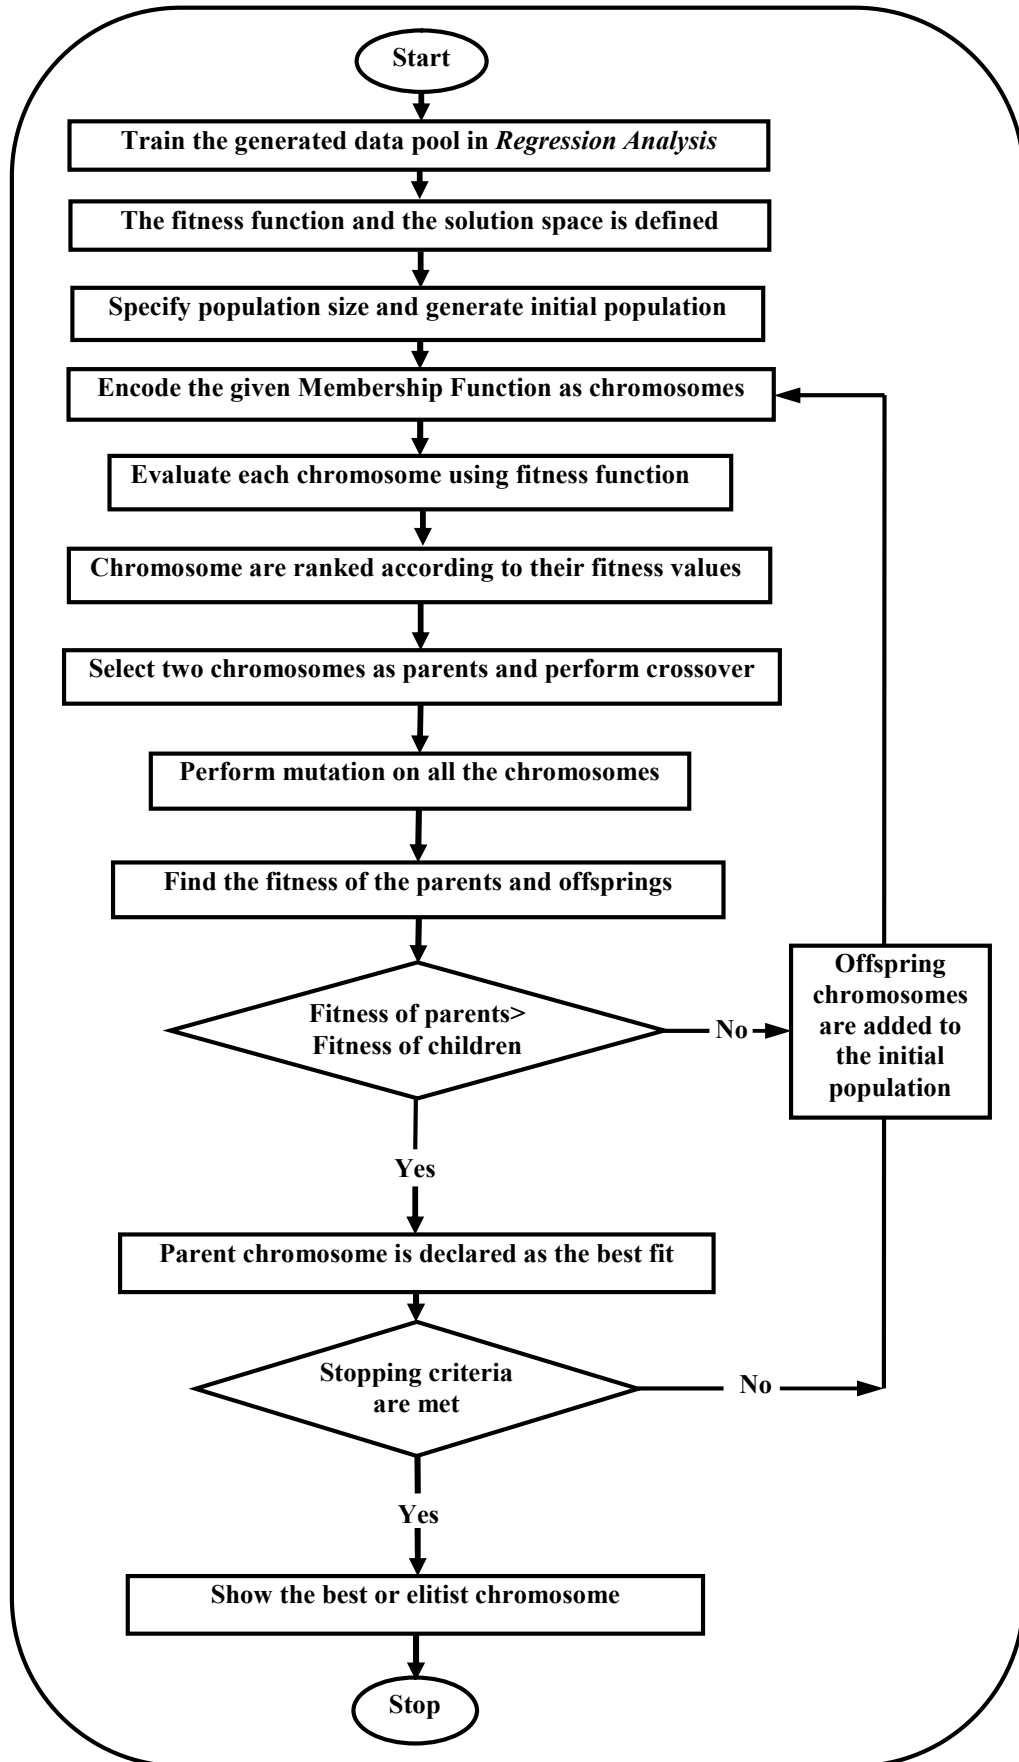 Start
Train the generated data pool in Regression Analysis
The fitness function and the solution space is defined
Specify population size and generate initial population
Encode the given Membership Function as chromosomes
Evaluate each chromosome using fitness function
Chromosome are ranked according to their fitness values
Select two chromosomes as parents and perform crossover
Perform mutation on all the chromosomes
Find the fitness of the parents and offsprings
Fitness of parents>
Fitness of children
No
Offspring
chromosomes
are added to
the initial
population
Yes
Parent chromosome is declared as the best fit
Stopping criteria
are met
No
Yes
Show the best or elitist chromosome
Stop